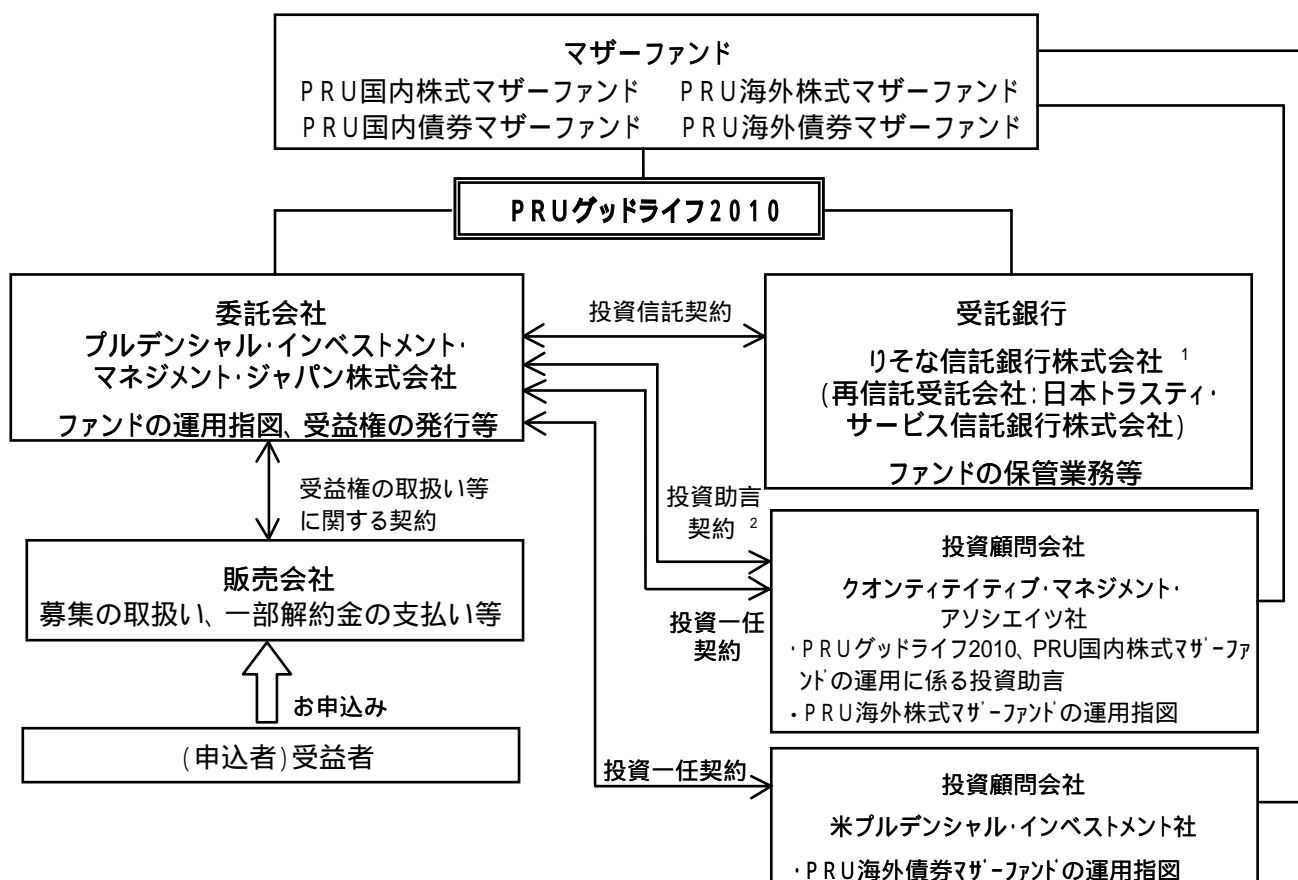 マザーファンド
PRU国内株式マザーファンド PRU海外株式マザーファンド
PRU国内債券マザーファンド PRU海外債券マザーファンド
PRUグッドライフ2010
委託会社
プルデンシャル・インベストメント・
マネジメント・ジャパン株式会社
ファンドの運用指図、受益権の発行等
投資信託契約
受託銀行
りそな信託銀行株式会社 1
(再信託受託会社:日本トラスティ・
サービス信託銀行株式会社)
ファンドの保管業務等
受益権の取扱い等
に関する契約
投資助言
契約 2
投資一任
契約
販売会社
募集の取扱い、一部解約金の支払い等
お申込み
(申込者)受益者
投資顧問会社
クオンティテイティブ・マネジメント・
アソシエイツ社
・PRUグッドライフ2010、PRU国内株式マザーファ
ンドの運用に係る投資助言
・PRU海外株式マザーファンドの運用指図
投資一任契約
投資顧問会社
米プルデンシャル・インベストメント社
・PRU海外債券マザーファンドの運用指図